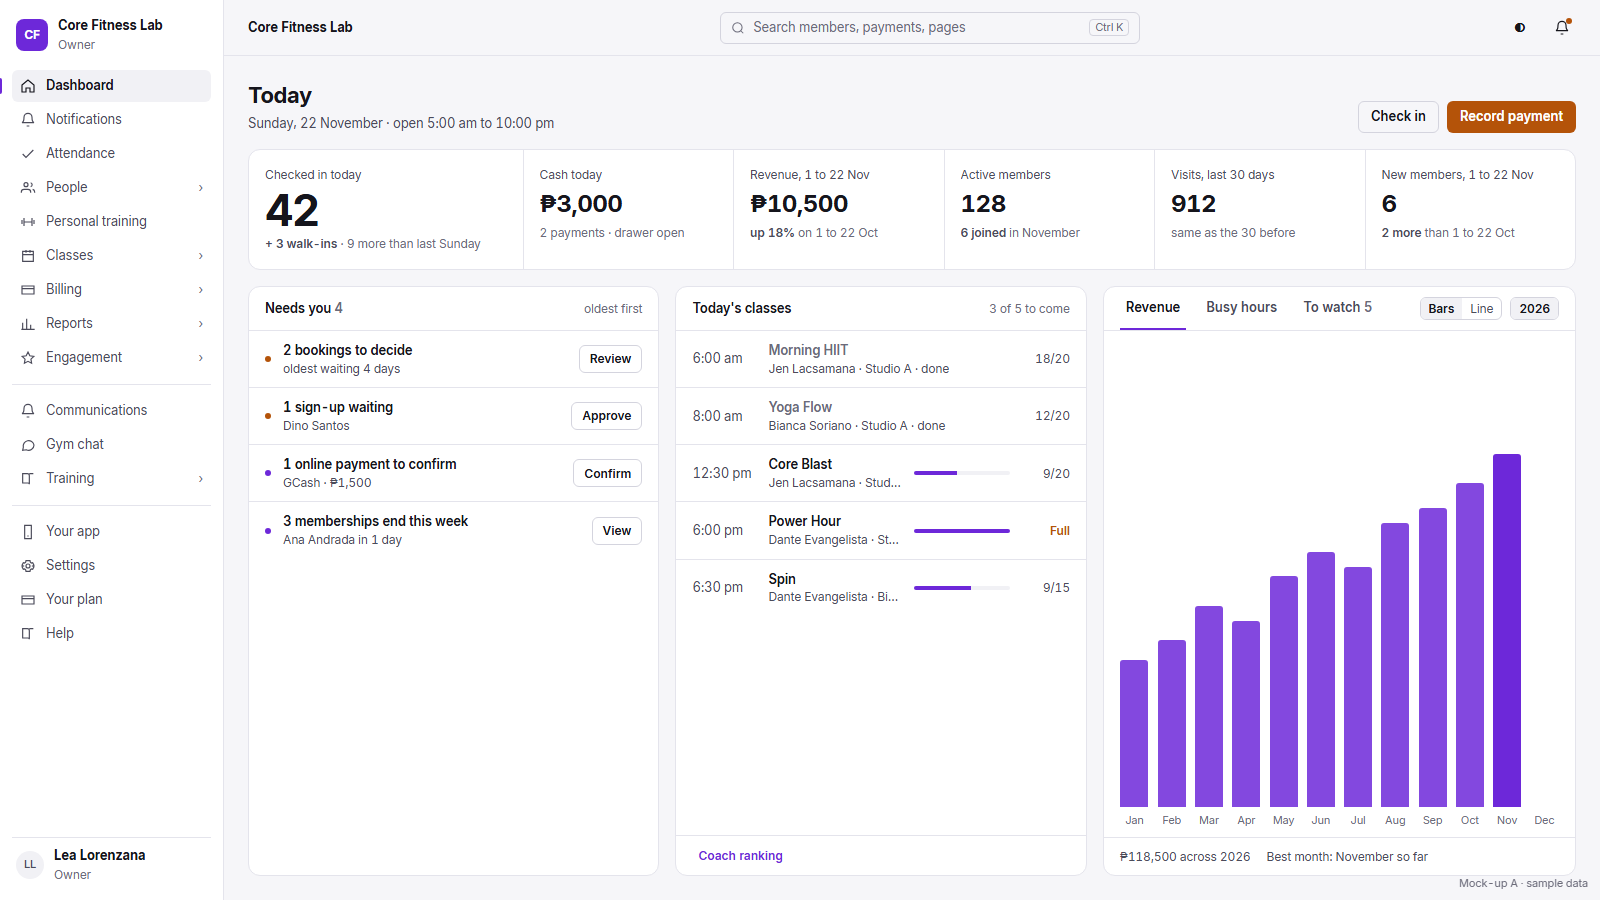 CF
Core Fitness Lab
Owner
Dashboard
Notifications
Attendance
People
Personal training
Classes
Billing
Reports
Engagement
Communications
Gym chat
Training
Your app
Settings
Your plan
Help
LL
Lea Lorenzana
Owner
Core Fitness Lab
Search members, payments, pages
Ctrl K
Today
Sunday, 22 November · open 5:00 am to 10:00 pm
Check in
Record payment
Checked in today
42
+ 3 walk-ins · 9 more than last Sunday
Cash today
₱3,000
2 payments · drawer open
Revenue, 1 to 22 Nov
₱10,500
up 18% on 1 to 22 Oct
Active members
128
6 joined in November
Visits, last 30 days
912
same as the 30 before
New members, 1 to 22 Nov
6
2 more than 1 to 22 Oct
Needs you 4
oldest first
2 bookings to decide
oldest waiting 4 days
Review
1 sign-up waiting
Dino Santos
Approve
1 online payment to confirm
GCash · ₱1,500
Confirm
3 memberships end this week
Ana Andrada in 1 day
View
Today's classes
3 of 5 to come
6:00 am
Morning HIIT
Jen Lacsamana · Studio A · done
18/20
8:00 am
Yoga Flow
Bianca Soriano · Studio A · done
12/20
12:30 pm
Core Blast
Jen Lacsamana · Stud...
9/20
6:00 pm
Power Hour
Dante Evangelista · St...
Full
6:30 pm
Spin
Dante Evangelista · Bi...
9/15
Coach ranking
Revenue
Busy hours
To watch 5
Bars
Line
2026
Jan Feb Mar Apr May Jun Jul Aug Sep Oct Nov Dec
₱118,500 across 2026
Best month: November so far
Mock-up A · sample data